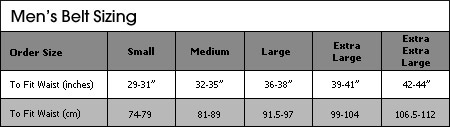 Men's Belt Sizing
Order Size Small Medium Large Extra Large Extra Extra Large
To Fit Waist (inches) 29-31” 32-35” 36-38” 39-41” 42-44”
To Fit Waist (cm) 74-79 81-89 91.5-97 99-104 106.5-112